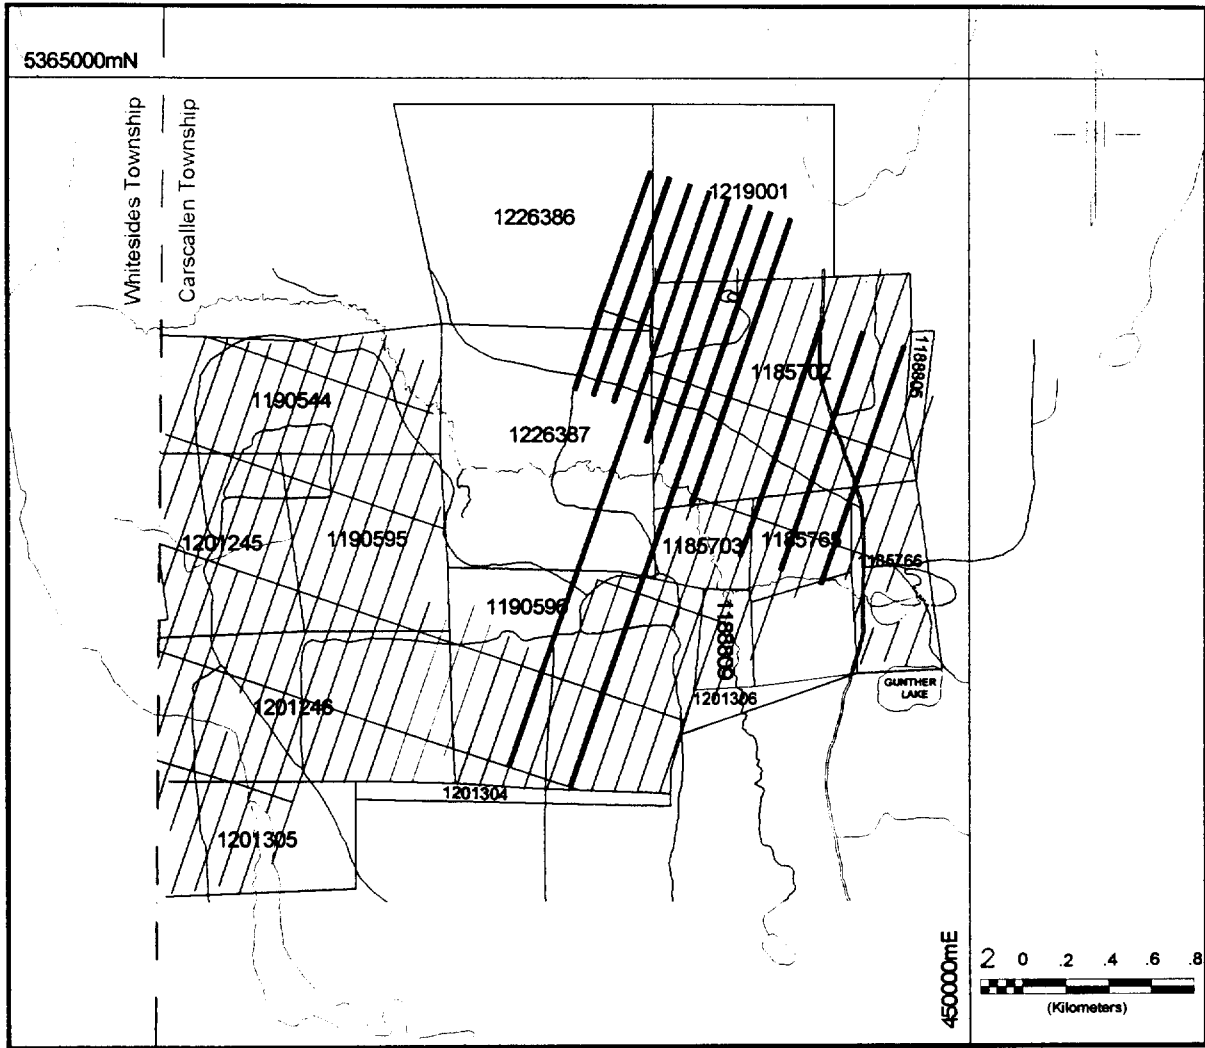 5365000mN
Whitesides Township
Carscallen Township
1219001
1226386
1185702
1188805
1190544
1226387
1201245
1190595
1185703
1185765
1185766
1190596
1188809
GUNTHER
LAKE
1201306
1201246
1201304
1201305
450000mE
2 0 .2 .4 .6 .8
(Kilometers)